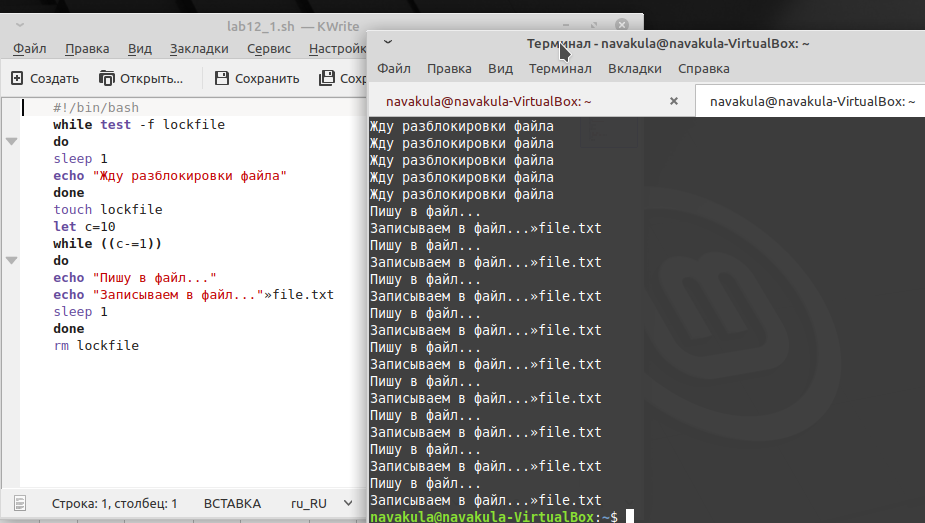 lab12_1.sh — KWrite
Файл Правка Вид Закладки Сервис Настройк
Создать Открыть... Сохранить Сохр
#!/bin/bash
while test -f lockfile
do
sleep 1
echo "Жду разблокировки файла"
done
touch lockfile
let c=10
while ((c-=1))
do
echo "Пишу в файл..."
echo "Записываем в файл..."»file.txt
sleep 1
done
rm lockfile
Строка: 1, столбец: 1 ВСТАВКА ru_RU
Терминал - navakula@navakula-VirtualBox: ~
Файл Правка Вид Терминал Вкладки Справка
navakula@navakula-VirtualBox: ~ × navakula@navakula-VirtualBox: ~
Жду разблокировки файла
Жду разблокировки файла
Жду разблокировки файла
Жду разблокировки файла
Жду разблокировки файла
Пишу в файл...
Записываем в файл...»file.txt
Пишу в файл...
Записываем в файл...»file.txt
Пишу в файл...
Записываем в файл...»file.txt
Пишу в файл...
Записываем в файл...»file.txt
Пишу в файл...
Записываем в файл...»file.txt
Пишу в файл...
Записываем в файл...»file.txt
Пишу в файл...
Записываем в файл...»file.txt
Пишу в файл...
Записываем в файл...»file.txt
Пишу в файл...
Записываем в файл...»file.txt
navakula@navakula-VirtualBox:~$